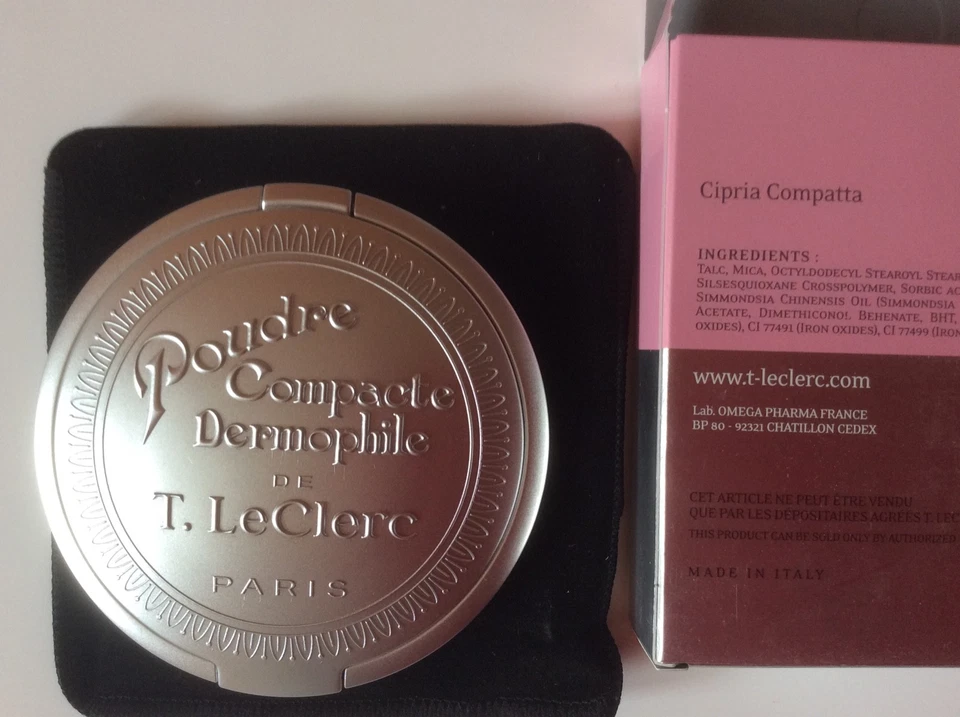 Poudre
Compacte
Dermophile
DE
T. LeClerc
PARIS
Cipria Compatta
INGREDIENTS :
TALC, MICA, OCTYLDODECYL STEAROYL
SILSESQUIOXANE CROSSPOLYMER, SORBIC
SIMMONDSIA CHINENSIS OIL (SIMMONDSIA
ACETATE, DIMETHICONOL BEHENATE, BHT,
OXIDES), CI 77491 (IRON OXIDES), CI 77499 (IRON
www.t-leclerc.com
Lab. OMEGA PHARMA FRANCE
BP 80 - 92321 CHATILLON CEDEX
CET ARTICLE NE PEUT ÊTRE VENDU
QUE PAR LES DÉPOSITAIRES AGRÉÉS T. LEC
THIS PRODUCT CAN BE SOLD ONLY BY AUTHORIZED
MADE IN ITALY